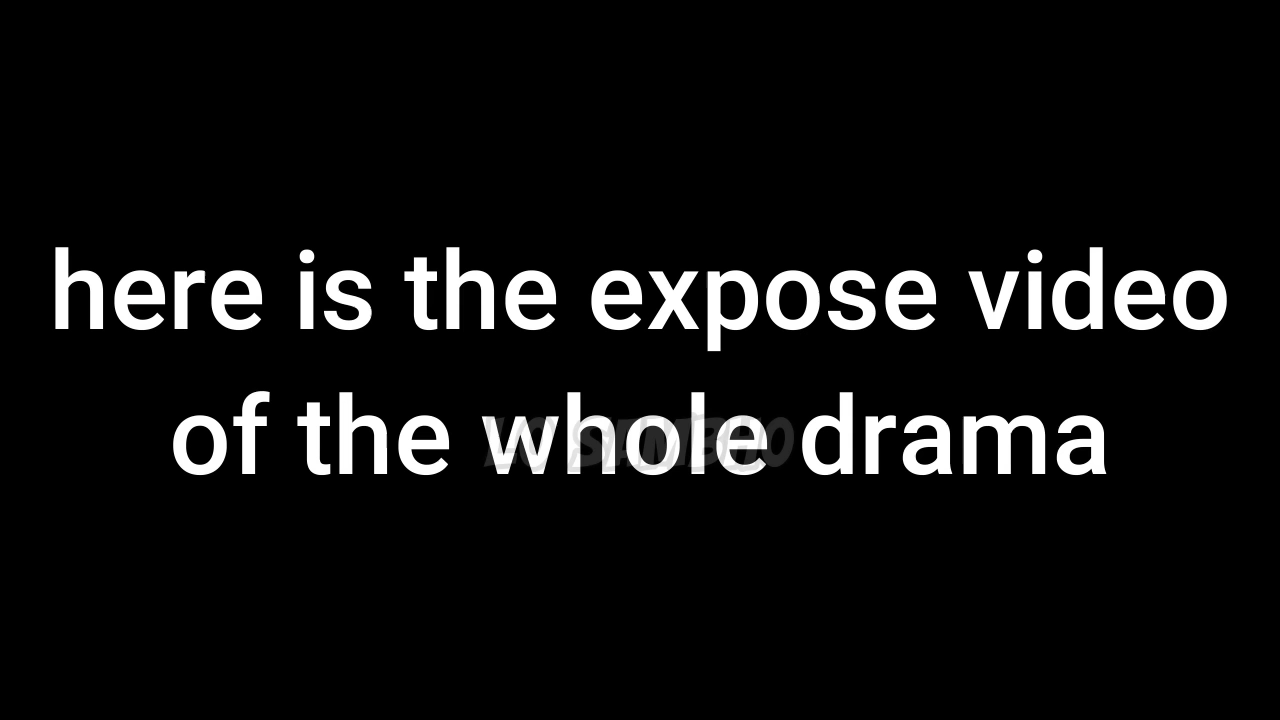 here is the expose video
of the whole drama